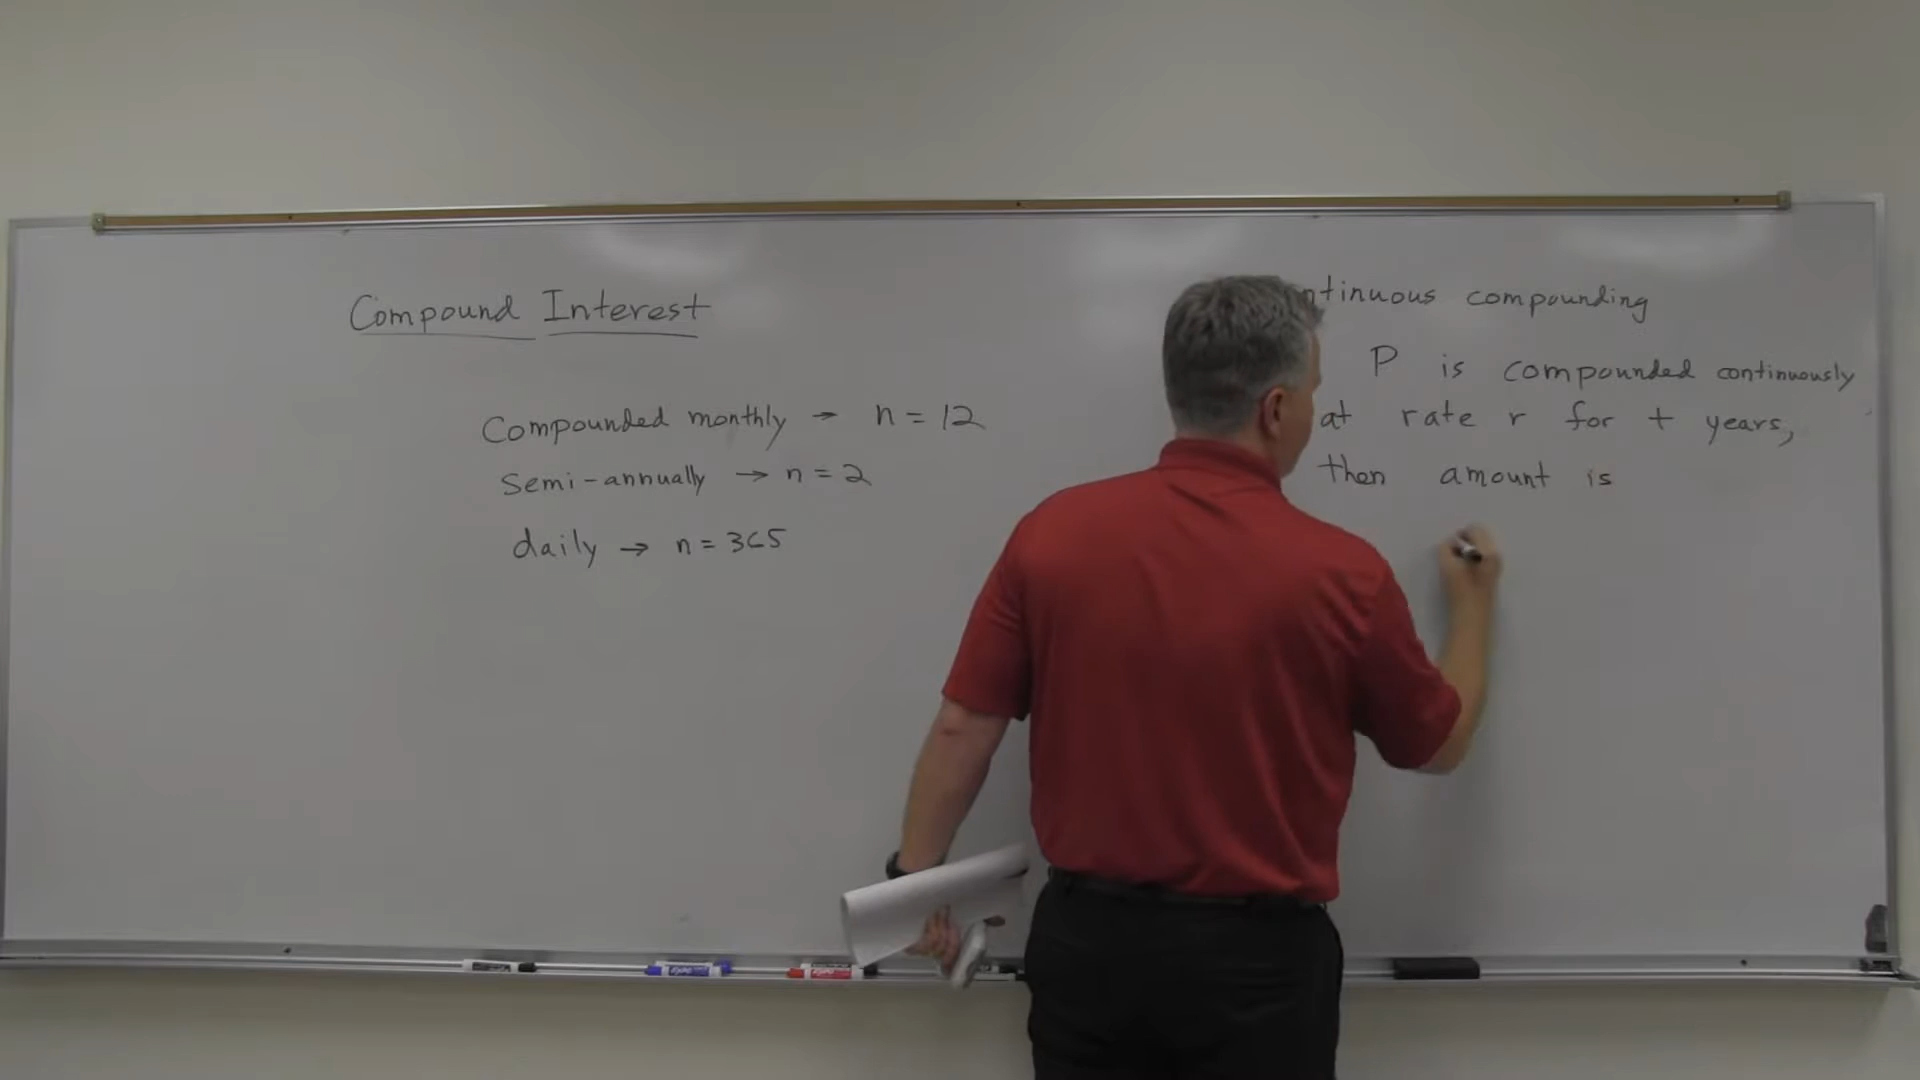 Compound Interest
Compounded monthly → n = 12
Semi-annually → n = 2
daily → n = 365
ntinuous compounding
P is compounded continuously
at rate r for t years,
then amount is